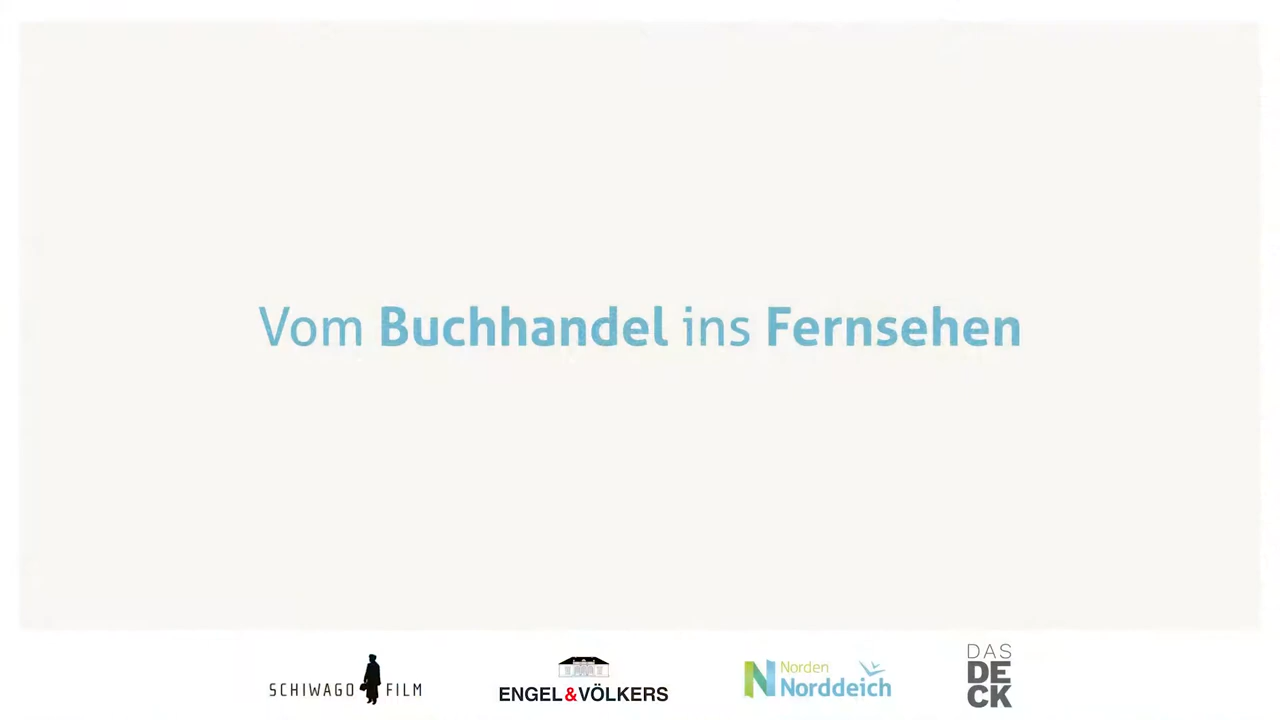 Vom Buchhandel ins Fernsehen
SCHIWAGO FILM
ENGEL&VÖLKERS
Norden
Norddeich
DAS
DE
CK